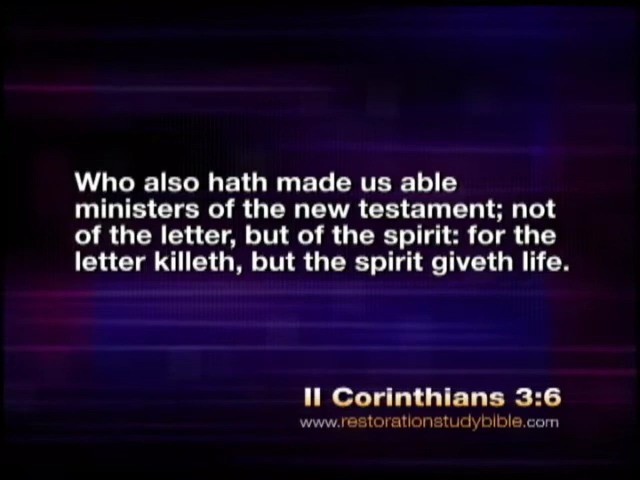 Who also hath made us able
ministers of the new testament; not
of the letter, but of the spirit: for the
letter killeth, but the spirit giveth life.
II Corinthians 3:6
www.restorationstudybible.com